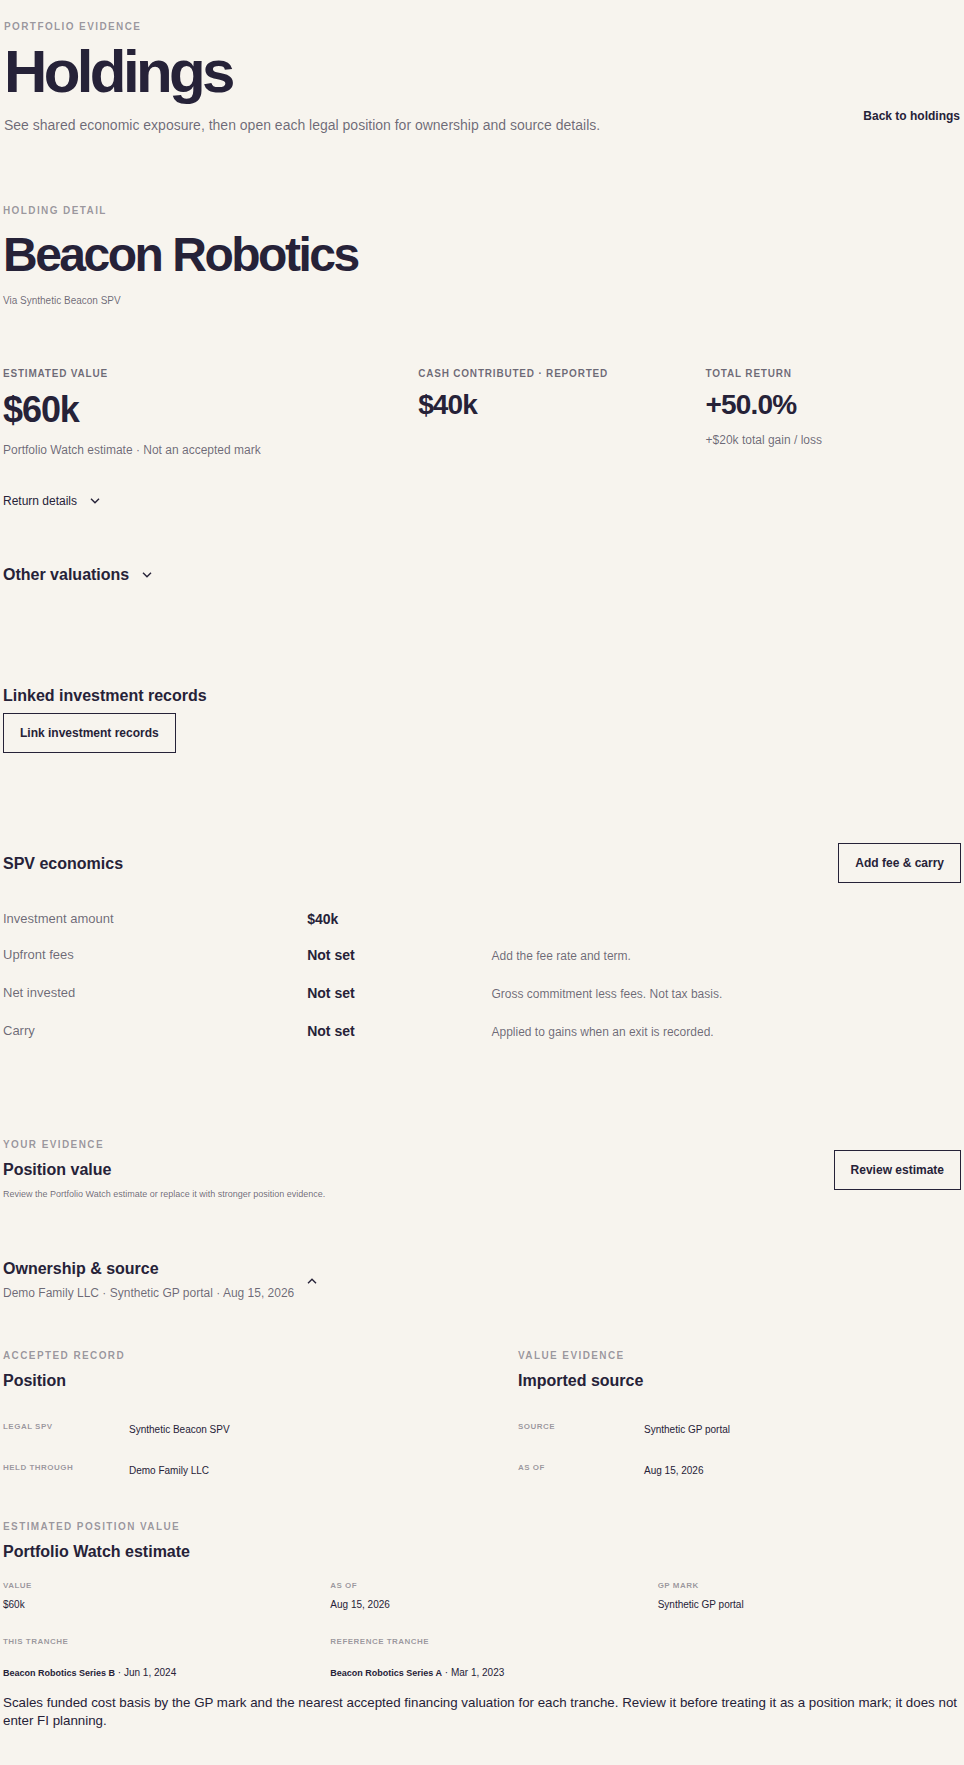 PORTFOLIO EVIDENCE
Holdings
See shared economic exposure, then open each legal position for ownership and source details.
Back to holdings
HOLDING DETAIL
Beacon Robotics
Via Synthetic Beacon SPV
ESTIMATED VALUE
$60k
Portfolio Watch estimate · Not an accepted mark
CASH CONTRIBUTED · REPORTED
$40k
TOTAL RETURN
+50.0%
+$20k total gain / loss
Return details
Other valuations
Linked investment records
Link investment records
SPV economics
Add fee & carry
Investment amount $40k
Upfront fees Not set Add the fee rate and term.
Net invested Not set Gross commitment less fees. Not tax basis.
Carry Not set Applied to gains when an exit is recorded.
YOUR EVIDENCE
Position value
Review the Portfolio Watch estimate or replace it with stronger position evidence.
Review estimate
Ownership & source
Demo Family LLC · Synthetic GP portal · Aug 15, 2026
ACCEPTED RECORD
Position
LEGAL SPV Synthetic Beacon SPV
HELD THROUGH Demo Family LLC
VALUE EVIDENCE
Imported source
SOURCE Synthetic GP portal
AS OF Aug 15, 2026
ESTIMATED POSITION VALUE
Portfolio Watch estimate
VALUE
$60k
AS OF
Aug 15, 2026
GP MARK
Synthetic GP portal
THIS TRANCHE
Beacon Robotics Series B · Jun 1, 2024
REFERENCE TRANCHE
Beacon Robotics Series A · Mar 1, 2023
Scales funded cost basis by the GP mark and the nearest accepted financing valuation for each tranche. Review it before treating it as a position mark; it does not
enter FI planning.